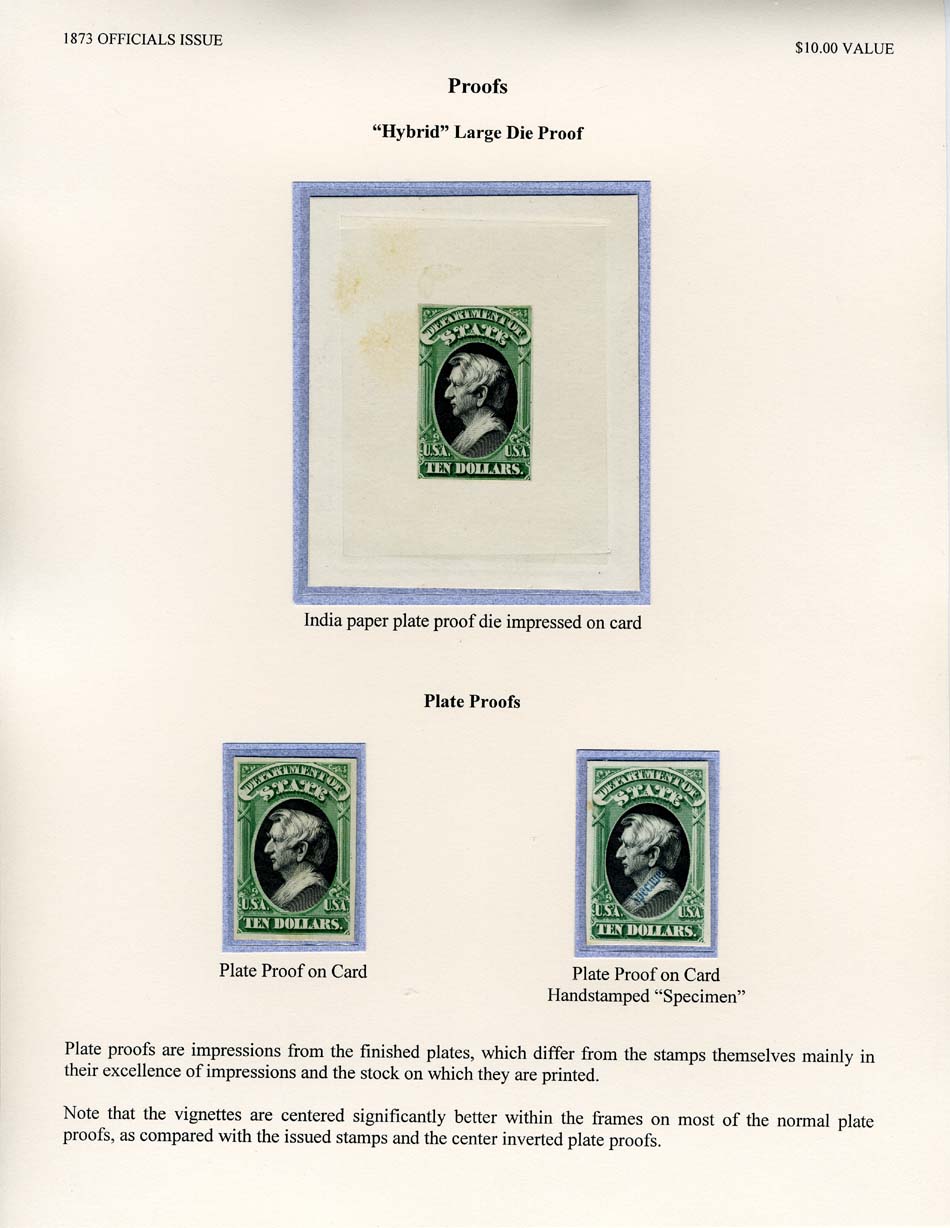 1873 OFFICIALS ISSUE
$10.00 VALUE
Proofs
“Hybrid” Large Die Proof
DEPARTMENT OF
STATE
U.S.A. U.S.A.
TEN DOLLARS.
India paper plate proof die impressed on card
Plate Proofs
DEPARTMENT OF
STATE
U.S.A. U.S.A.
TEN DOLLARS.
Plate Proof on Card
DEPARTMENT OF
STATE
Specimen
U.S.A. U.S.A.
TEN DOLLARS.
Plate Proof on Card
Handstamped “Specimen”
Plate proofs are impressions from the finished plates, which differ from the stamps themselves mainly in
their excellence of impressions and the stock on which they are printed.
Note that the vignettes are centered significantly better within the frames on most of the normal plate
proofs, as compared with the issued stamps and the center inverted plate proofs.